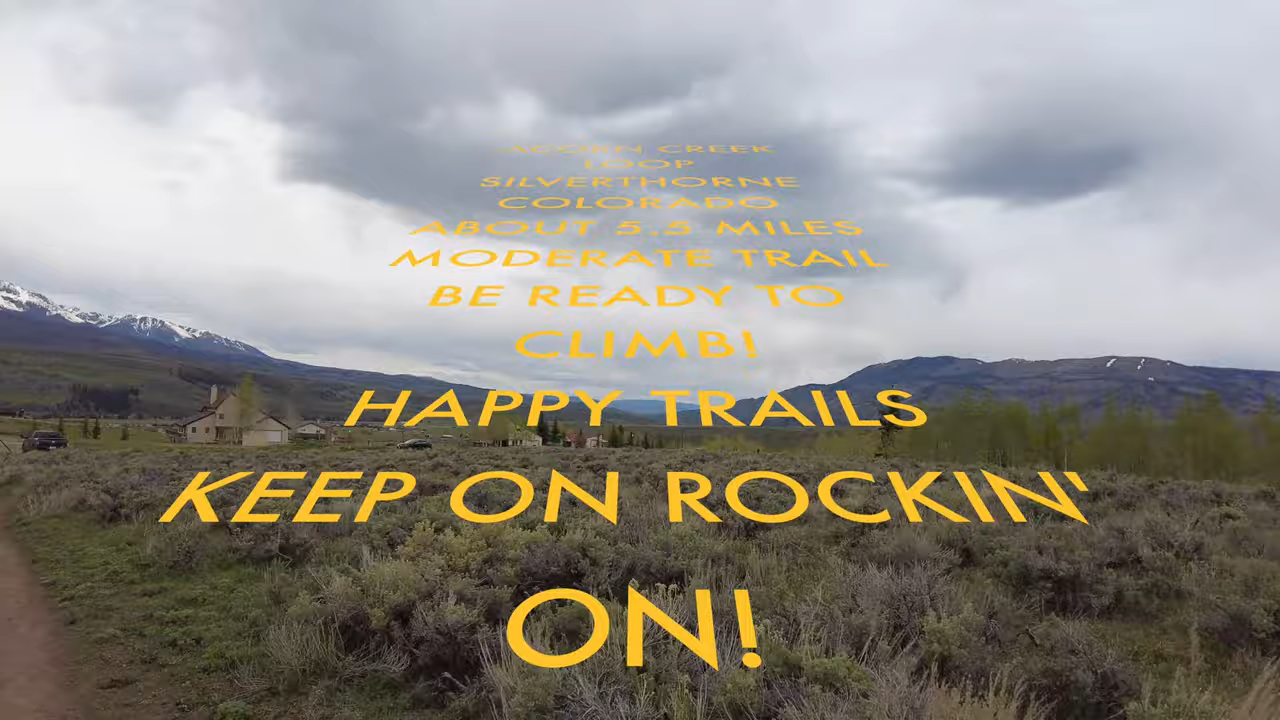 ACORN CREEK
LOOP
SILVERTHORNE
COLORADO
ABOUT 5.5 MILES
MODERATE TRAIL
BE READY TO
CLIMB!
HAPPY TRAILS
KEEP ON ROCKIN'
ON!